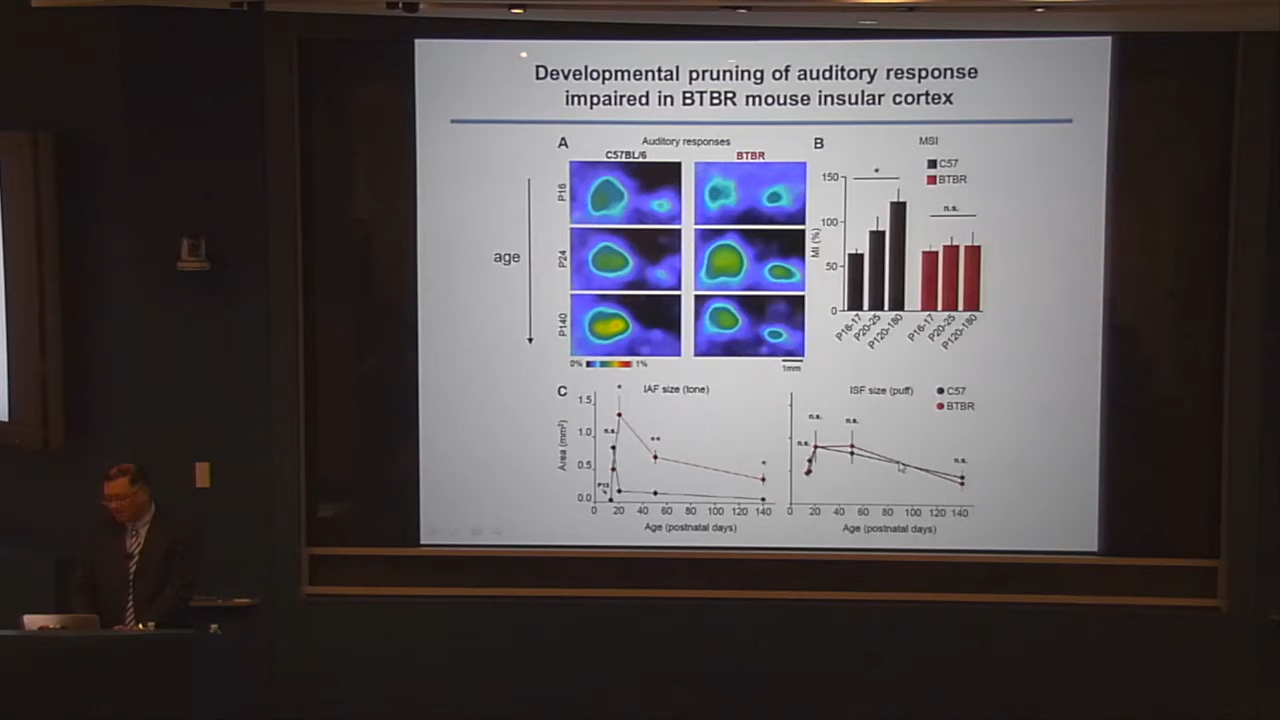 Developmental pruning of auditory response
impaired in BTBR mouse insular cortex
A
Auditory responses
C57BL/6
BTBR
age
P16
P24
P140
0%
1%
1mm
B
MSI
C57
BTBR
MI (%)
150
100
50
0
*
n.s.
P16-17
P20-25
P120-180
P16-17
P20-25
P120-180
C
IAF size (tone)
Area (mm²)
1.5
1.0
0.5
0.0
*
n.s.
**
*
P13
0 20 40 60 80 100 120 140
Age (postnatal days)
ISF size (puff)
C57
BTBR
n.s.
n.s.
n.s.
n.s.
0 20 40 60 80 100 120 140
Age (postnatal days)